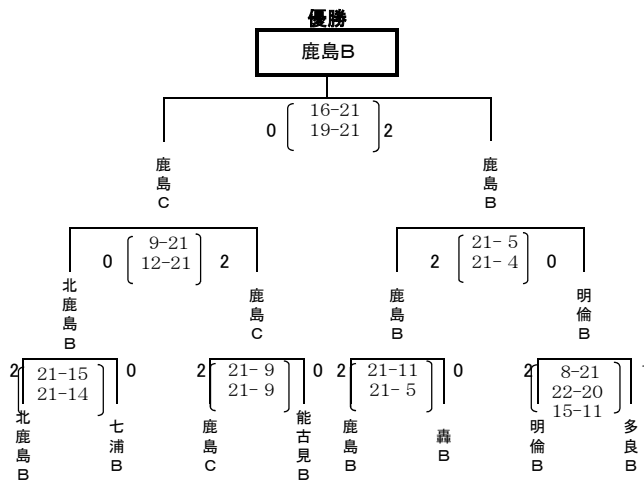 優勝
鹿島B
16-21
0 19-21 2
鹿島C
鹿島B
9-21
0 12-21 2
21- 5
2 21- 4 0
北鹿島B
鹿島C
鹿島B
明倫B
2 21-15 0
21-14
2 21- 9 0
21- 9
2 21-11 0
21- 5
2 8-21
22-20
15-11
北鹿島B
七浦B
鹿島C
能古見B
鹿島B
轟B
明倫B
多良B